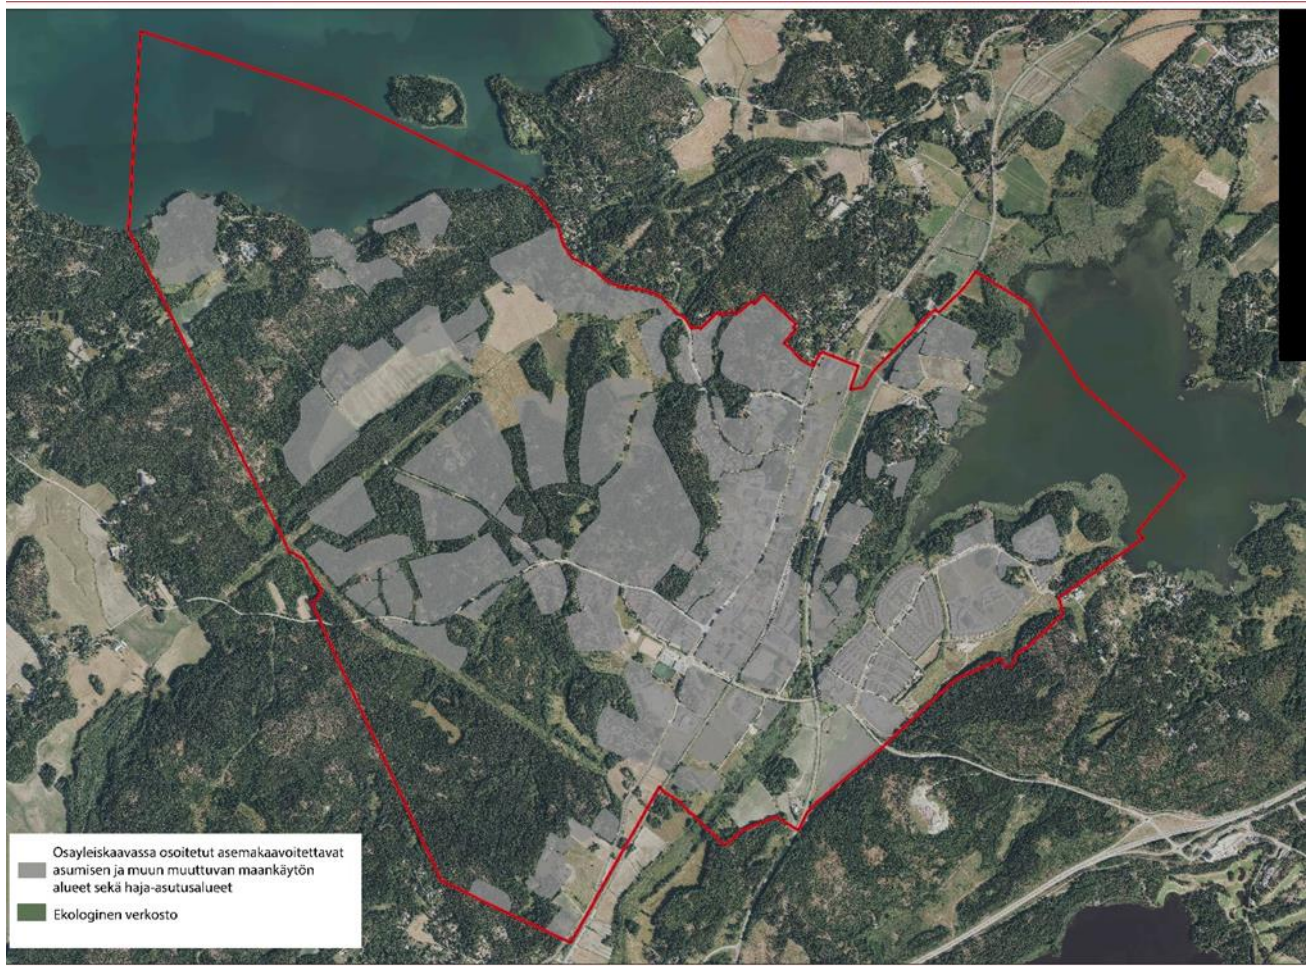 Osayleiskaavassa osoitetut asemakaavoitettavat
asumisen ja muun muuttuvan maankäytön
alueet sekä haja-asutusalueet
Ekologinen verkosto